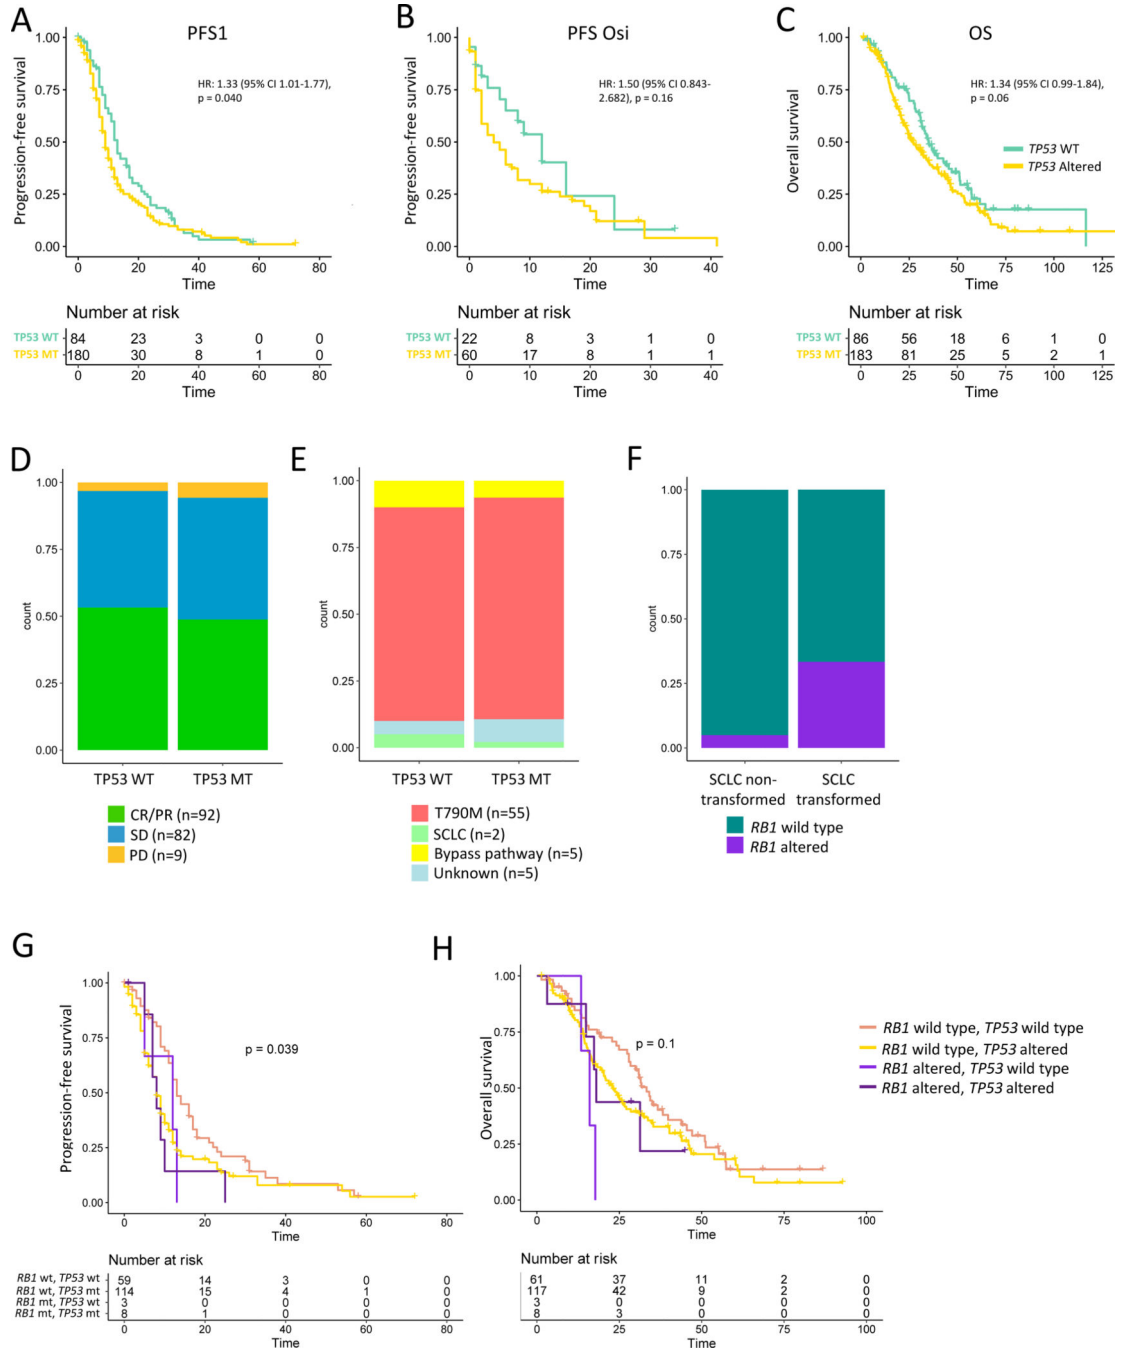 A
PFS1
Progression-free survival
1.00
0.75
0.50
0.25
0.00
HR: 1.33 (95% CI 1.01-1.77),
p = 0.040
0 20 40 60 80
Time
Number at risk
TP53 WT 84 23 3 0 0
TP53 MT 180 30 8 1 0
0 20 40 60 80
Time
B
PFS Osi
Progression-free survival
1.00
0.75
0.50
0.25
0.00
HR: 1.50 (95% CI 0.843-
2.682), p = 0.16
0 10 20 30 40
Time
Number at risk
TP53 WT 22 8 3 1 0
TP53 MT 60 17 8 1 1
0 10 20 30 40
Time
C
OS
Overall survival
1.00
0.75
0.50
0.25
0.00
HR: 1.34 (95% CI 0.99-1.84),
p = 0.06
TP53 WT
TP53 Altered
0 25 50 75 100 125
Time
Number at risk
TP53 WT 86 56 18 6 1 0
TP53 MT 183 81 25 5 2 1
0 25 50 75 100 125
Time
D
count
1.00
0.75
0.50
0.25
0.00
TP53 WT TP53 MT
CR/PR (n=92)
SD (n=82)
PD (n=9)
E
count
1.00
0.75
0.50
0.25
0.00
TP53 WT TP53 MT
T790M (n=55)
SCLC (n=2)
Bypass pathway (n=5)
Unknown (n=5)
F
count
1.00
0.75
0.50
0.25
0.00
SCLC non-
transformed
SCLC
transformed
RB1 wild type
RB1 altered
G
Progression-free survival
1.00
0.75
0.50
0.25
0.00
p = 0.039
0 20 40 60 80
Time
Number at risk
RB1 wt, TP53 wt 59 14 3 0 0
RB1 wt, TP53 mt 114 15 4 1 0
RB1 mt, TP53 wt 3 0 0 0 0
RB1 mt, TP53 mt 8 1 0 0 0
0 20 40 60 80
Time
H
Overall survival
1.00
0.75
0.50
0.25
0.00
p = 0.1
0 25 50 75 100
Time
RB1 wild type, TP53 wild type
RB1 wild type, TP53 altered
RB1 altered, TP53 wild type
RB1 altered, TP53 altered
Number at risk
61 37 11 2 0
117 42 9 2 0
3 0 0 0 0
8 3 0 0 0
0 25 50 75 100
Time